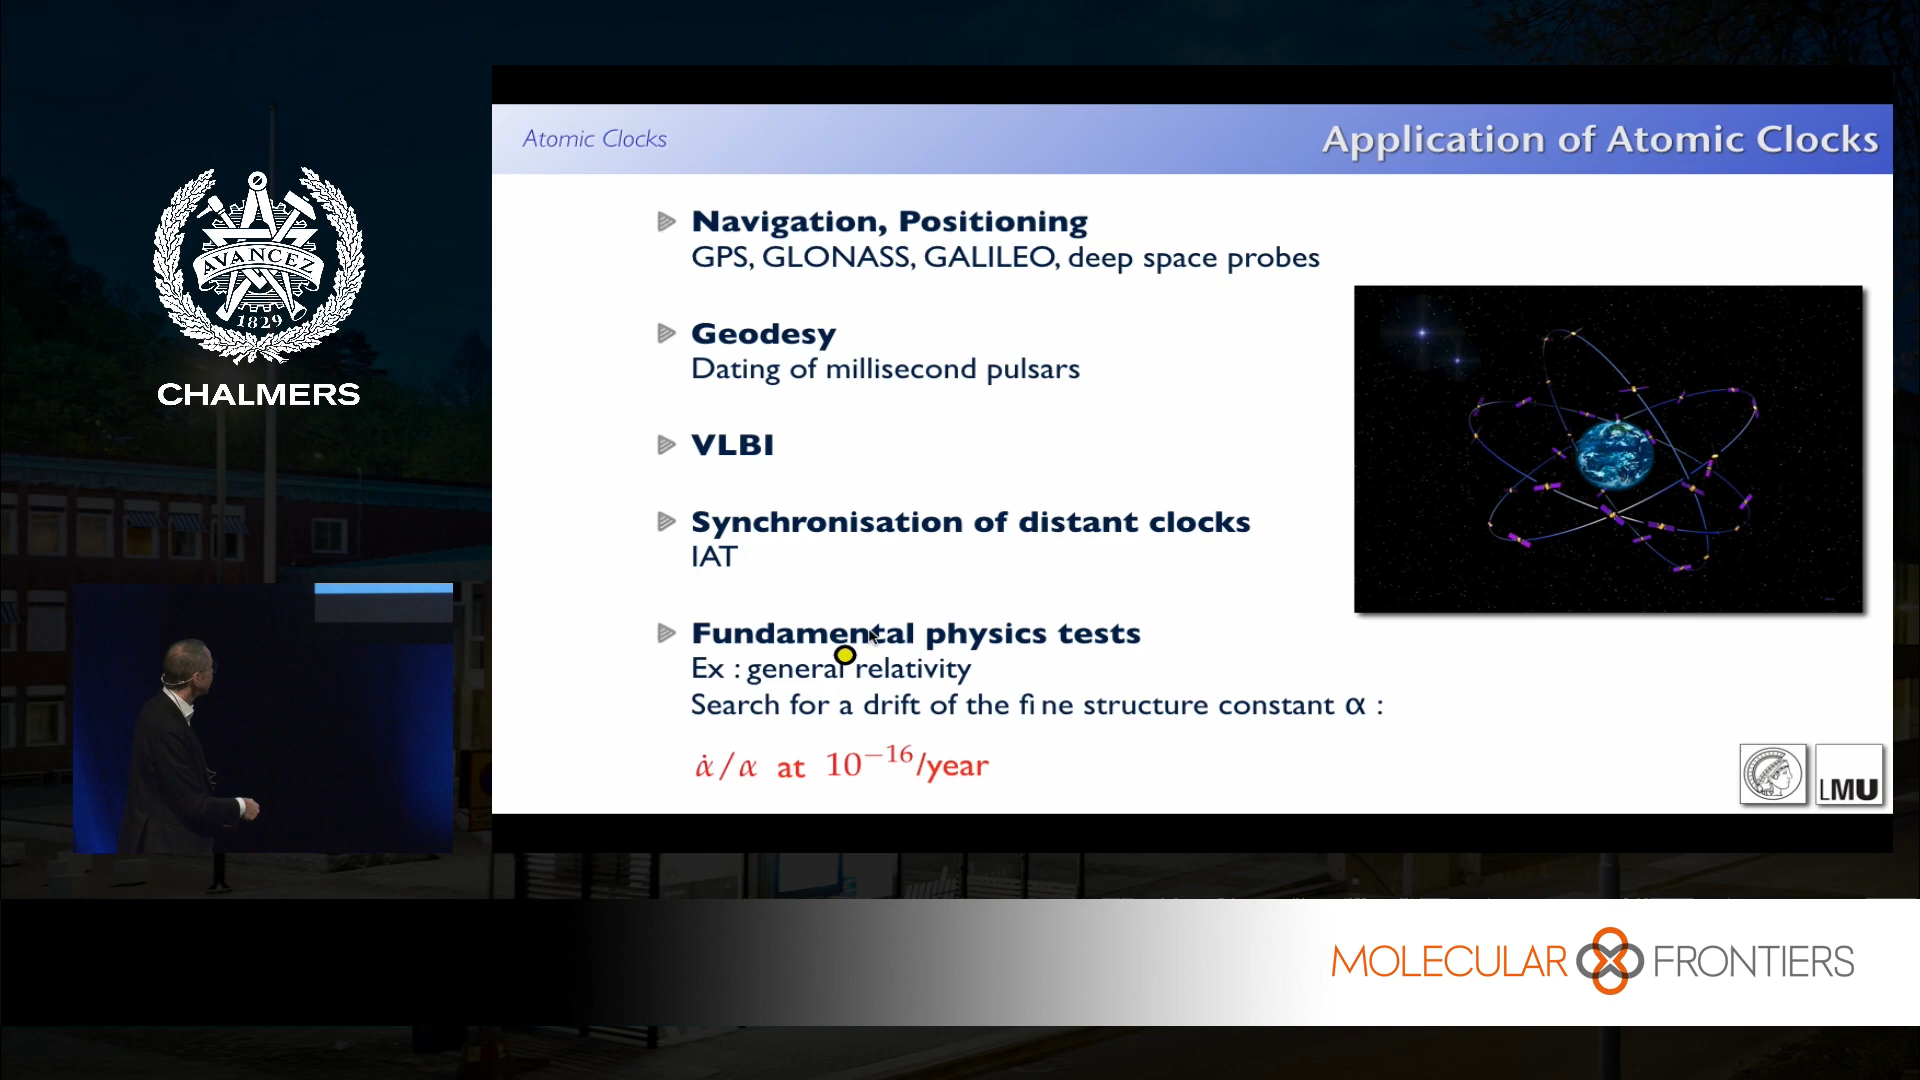 AVANCEZ
1829
CHALMERS
Atomic Clocks
Application of Atomic Clocks
Navigation, Positioning
GPS, GLONASS, GALILEO, deep space probes
Geodesy
Dating of millisecond pulsars
VLBI
Synchronisation of distant clocks
IAT
Fundamental physics tests
Ex : general relativity
Search for a drift of the fine structure constant α :
α̇/α at 10⁻¹⁶/year
LMU
MOLECULAR FRONTIERS